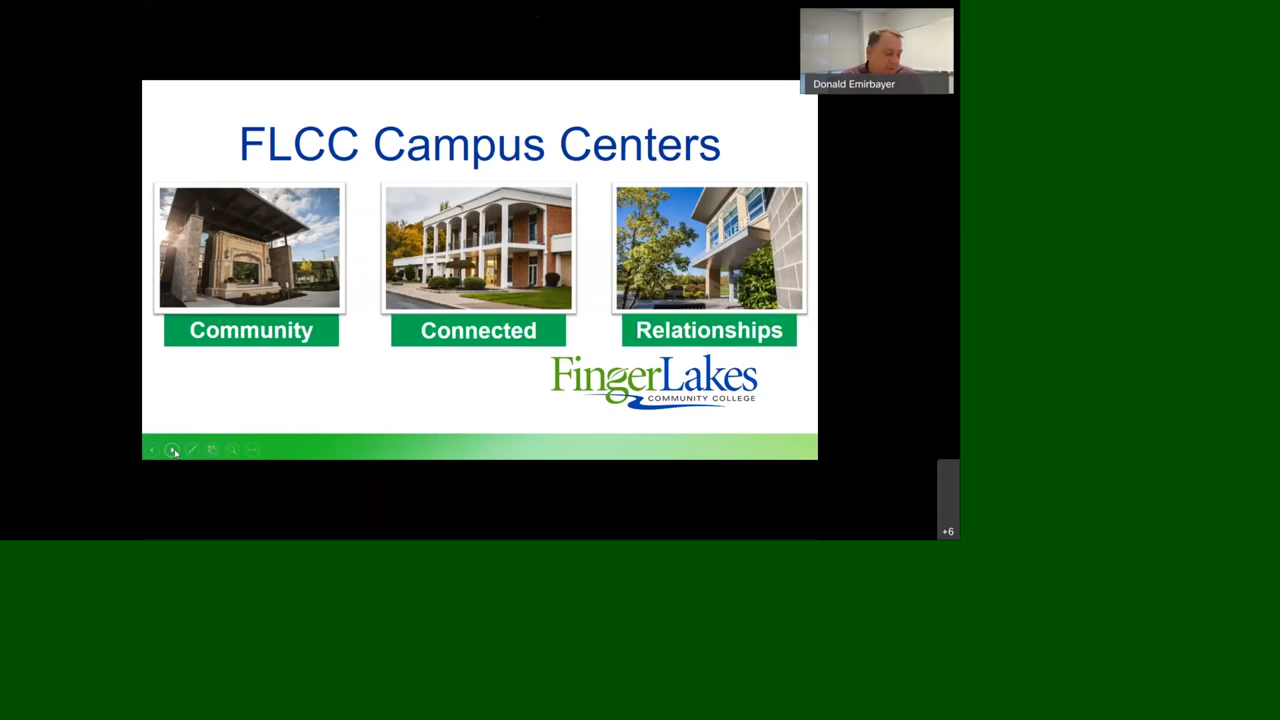 Donald Emirbayer
FLCC Campus Centers
Community
Connected
Relationships
FingerLakes
COMMUNITY COLLEGE
+6